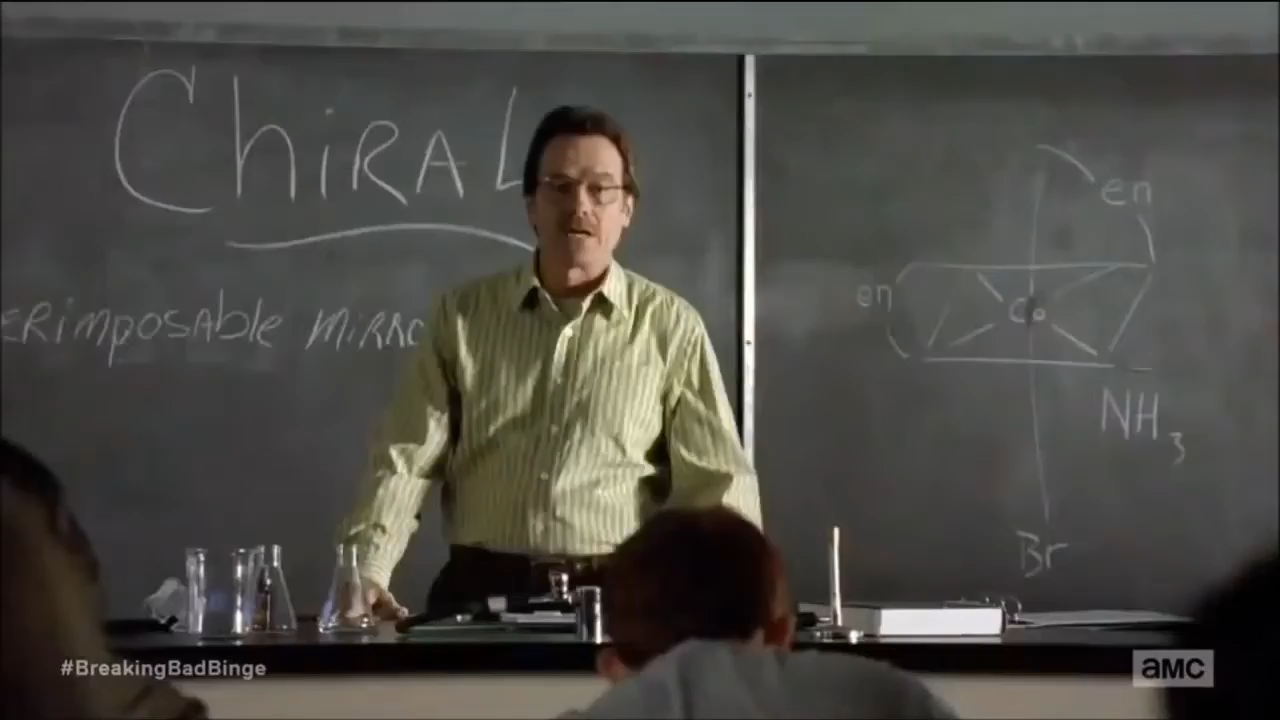 ChiRAL
ERimposable miRRO
en
en
Co
NH3
Br
#BreakingBadBinge
aMC